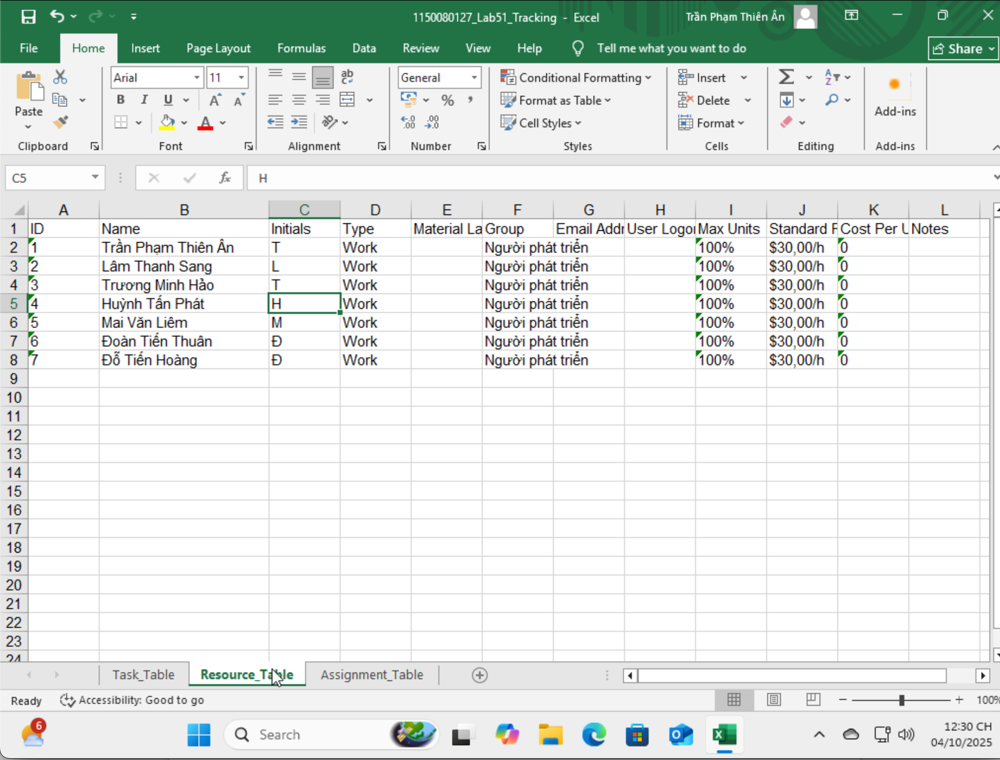 1150080127_Lab51_Tracking - Excel
Trần Phạm Thiên Ân
File Home Insert Page Layout Formulas Data Review View Help Tell me what you want to do Share
Paste
Arial 11
B I U A A
ab
General
% ,
Conditional Formatting
Format as Table
Cell Styles
Insert
Delete
Format
Add-ins
Clipboard Font Alignment Number Styles Cells Editing Add-ins
C5 fx H
A B C D E F G H I J K L
1 ID Name Initials Type Material La Group Email Addr User Logo Max Units Standard Cost Per U Notes
2 1 Trần Phạm Thiên Ân T Work Người phát triển 100% $30,00/h 0
3 2 Lâm Thanh Sang L Work Người phát triển 100% $30,00/h 0
4 3 Trương Minh Hảo T Work Người phát triển 100% $30,00/h 0
5 4 Huỳnh Tấn Phát H Work Người phát triển 100% $30,00/h 0
6 5 Mai Văn Liêm M Work Người phát triển 100% $30,00/h 0
7 6 Đoàn Tiến Thuân Đ Work Người phát triển 100% $30,00/h 0
8 7 Đỗ Tiến Hoàng Đ Work Người phát triển 100% $30,00/h 0
9
10
11
12
13
14
15
16
17
18
19
20
21
22
23
24
Task_Table Resource_Table Assignment_Table
Ready Accessibility: Good to go 100%
6 Search
12:30 CH
04/10/2025